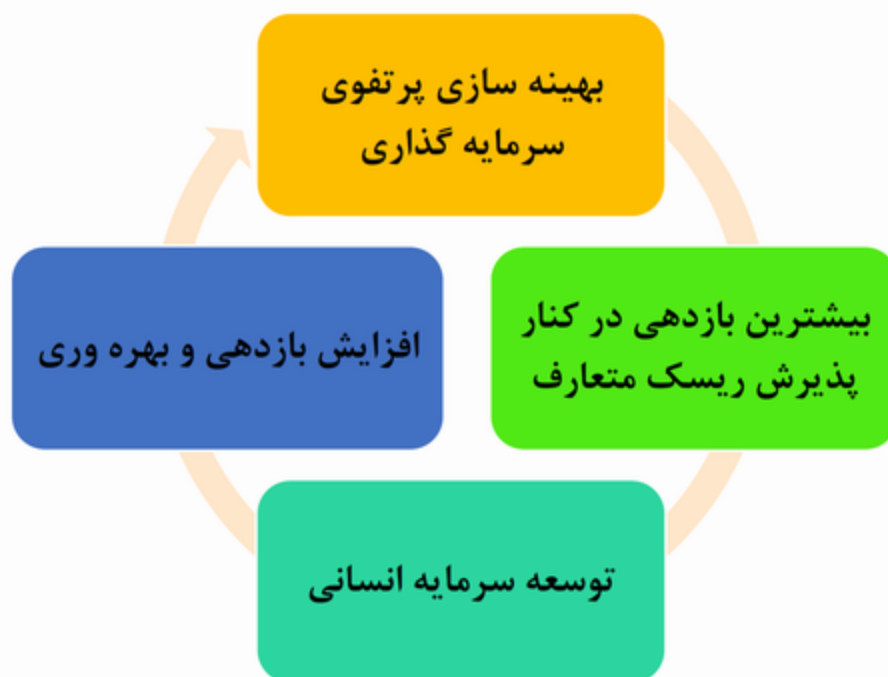 بهینه سازی پرتفوی
سرمایه گذاری
بیشترین بازدهی در کنار
پذیرش ریسک متعارف
توسعه سرمایه انسانی
افزایش بازدهی و بهره وری